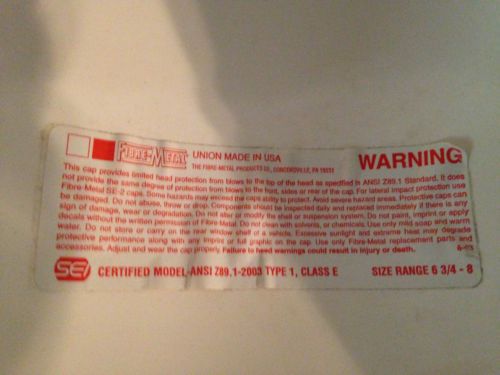 FIBRE-METAL UNION MADE IN USA WARNING
THE FIBRE-METAL PRODUCTS CO., CONCORDVILLE, PA 19331
This cap provides limited head protection from blows to the top of the head as specified in ANSI Z89.1 Standard. It does
not provide the same degree of protection from blows to the front, sides or rear of the cap. For lateral impact protection use
Fibre-Metal SE-2 caps. Some hazards may exceed the caps ability to protect. Avoid severe hazard areas. Protective caps can
be damaged. Do not abuse, throw or drop. Components should be inspected daily and replaced immediately if there is any
sign of damage, wear or degradation. Do not alter or modify the shell or suspension system. Do not paint, imprint or apply
decals without the written permission of Fibre-Metal. Do not clean with solvents, or chemicals. Use only mild soap and warm
water. Do not store or carry on the rear window shelf of a vehicle. Excessive sunlight and extreme heat may degrade
protective performance along with any imprint or full graphic on the cap. Use only Fibre-Metal replacement parts and
accessories. Adjust and wear the cap properly. Failure to heed warnings could result in injury or death.
SEI CERTIFIED MODEL-ANSI Z89.1-2003 TYPE 1, CLASS E SIZE RANGE 6 3/4 - 8